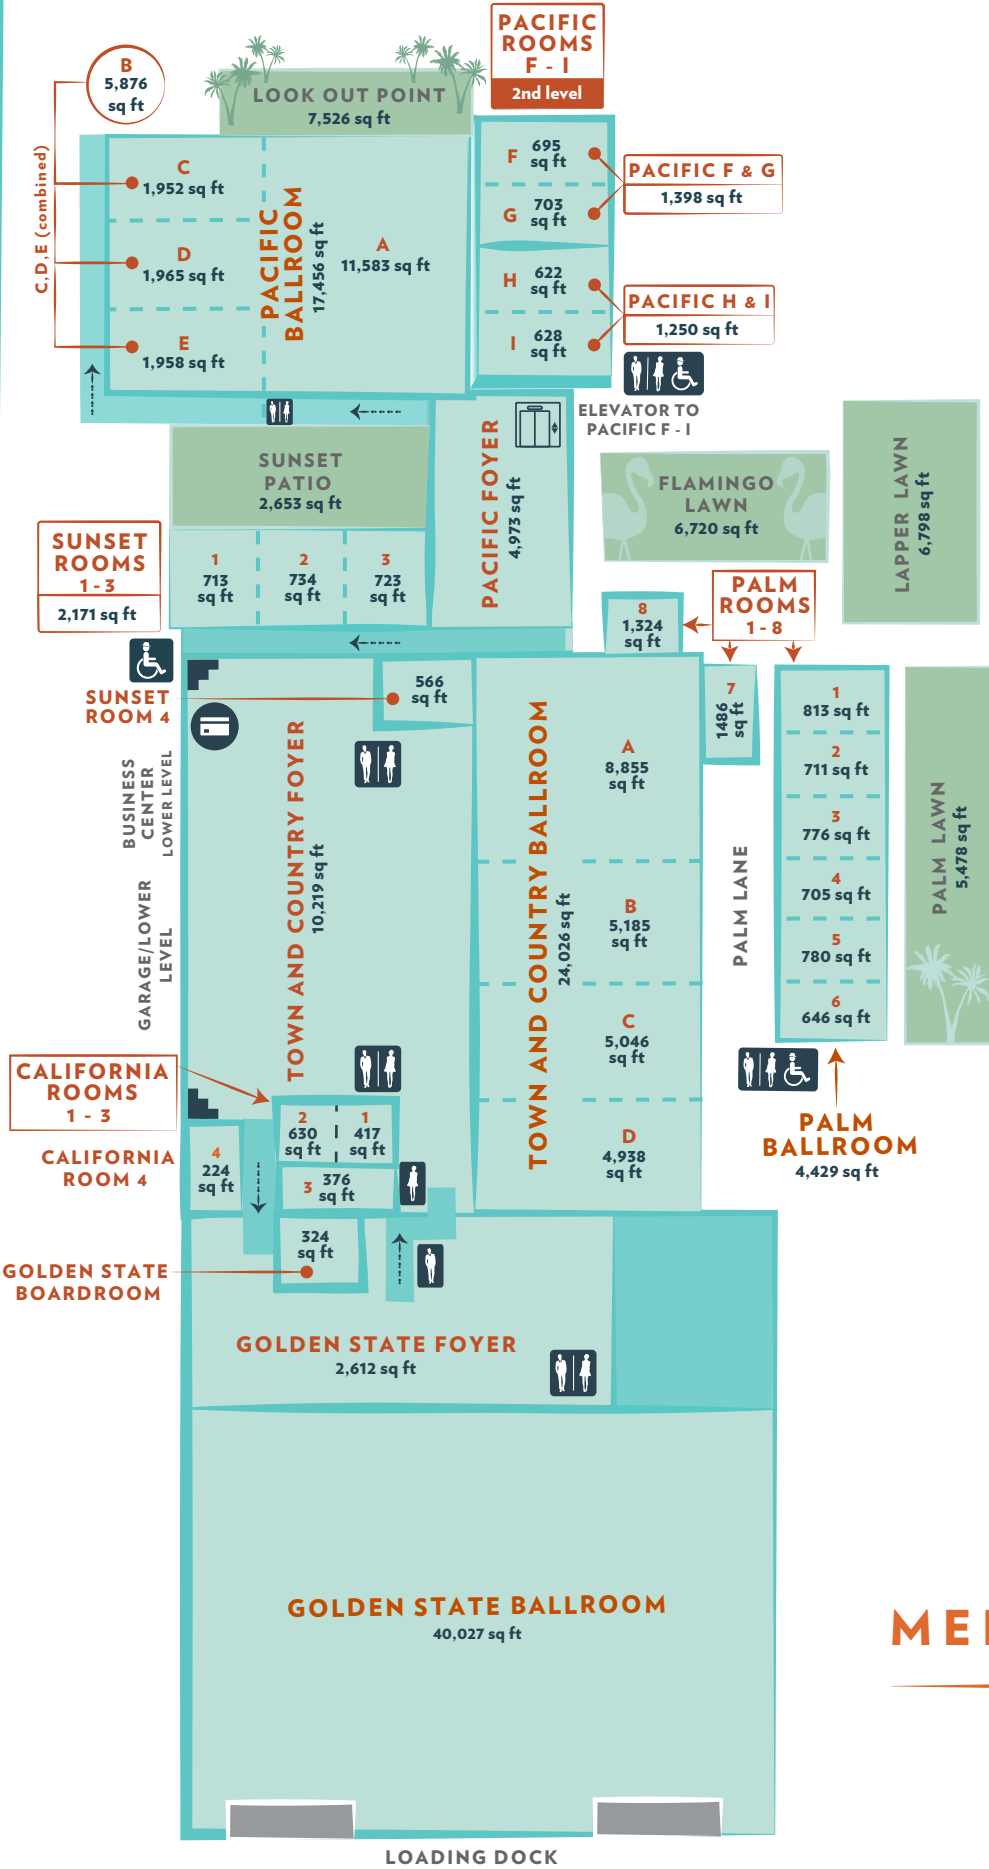 PACIFIC
ROOMS
F - I
2nd level
B
5,876
sq ft
LOOK OUT POINT
7,526 sq ft
C,D,E (combined)
C
1,952 sq ft
D
1,965 sq ft
E
1,958 sq ft
PACIFIC
BALLROOM
17,456 sq ft
A
11,583 sq ft
F
695
sq ft
G
703
sq ft
H
622
sq ft
I
628
sq ft
PACIFIC F & G
1,398 sq ft
PACIFIC H & I
1,250 sq ft
ELEVATOR TO
PACIFIC F - I
SUNSET
PATIO
2,653 sq ft
PACIFIC FOYER
4,973 sq ft
FLAMINGO
LAWN
6,720 sq ft
LAPPER LAWN
6,798 sq ft
SUNSET
ROOMS
1 - 3
2,171 sq ft
1
713
sq ft
2
734
sq ft
3
723
sq ft
PALM
ROOMS
1 - 8
8
1,324
sq ft
7
1486
sq ft
SUNSET
ROOM 4
566
sq ft
BUSINESS
CENTER
LOWER LEVEL
GARAGE/LOWER
LEVEL
TOWN AND COUNTRY FOYER
10,219 sq ft
TOWN AND COUNTRY BALLROOM
24,026 sq ft
A
8,855
sq ft
B
5,185
sq ft
C
5,046
sq ft
D
4,938
sq ft
PALM LANE
1
813 sq ft
2
711 sq ft
3
776 sq ft
4
705 sq ft
5
780 sq ft
6
646 sq ft
PALM LAWN
5,478 sq ft
PALM
BALLROOM
4,429 sq ft
CALIFORNIA
ROOMS
1 - 3
CALIFORNIA
ROOM 4
2
630
sq ft
1
417
sq ft
3
376
sq ft
4
224
sq ft
324
sq ft
GOLDEN STATE
BOARDROOM
GOLDEN STATE FOYER
2,612 sq ft
GOLDEN STATE BALLROOM
40,027 sq ft
LOADING DOCK